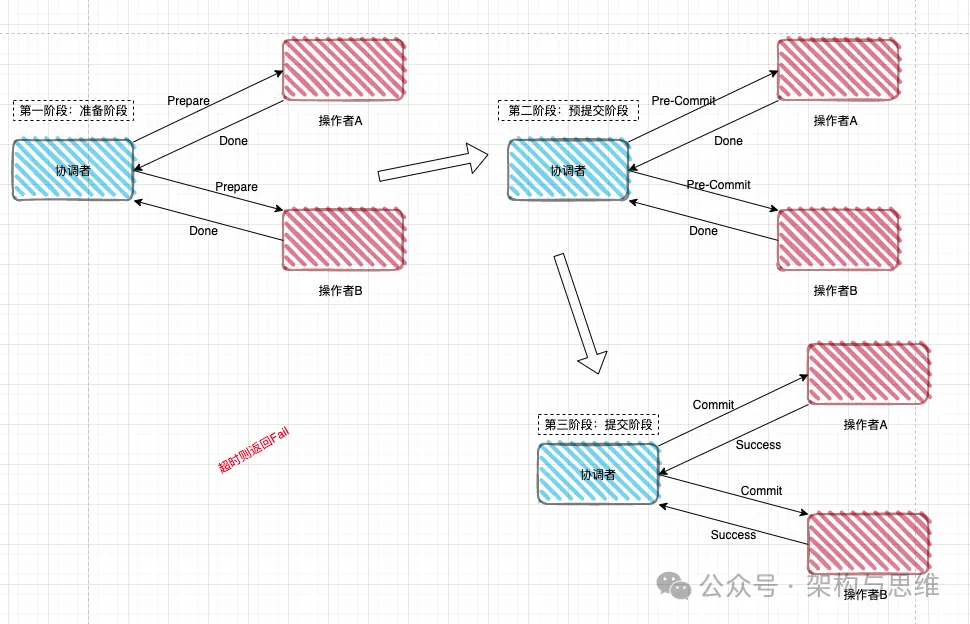 第一阶段：准备阶段
协调者
Prepare
Done
操作者A
Prepare
Done
操作者B
第二阶段：预提交阶段
协调者
Pre-Commit
Done
操作者A
Pre-Commit
Done
操作者B
第三阶段：提交阶段
协调者
Commit
Success
操作者A
Commit
Success
操作者B
超时则返回Fail
公众号 · 架构与思维